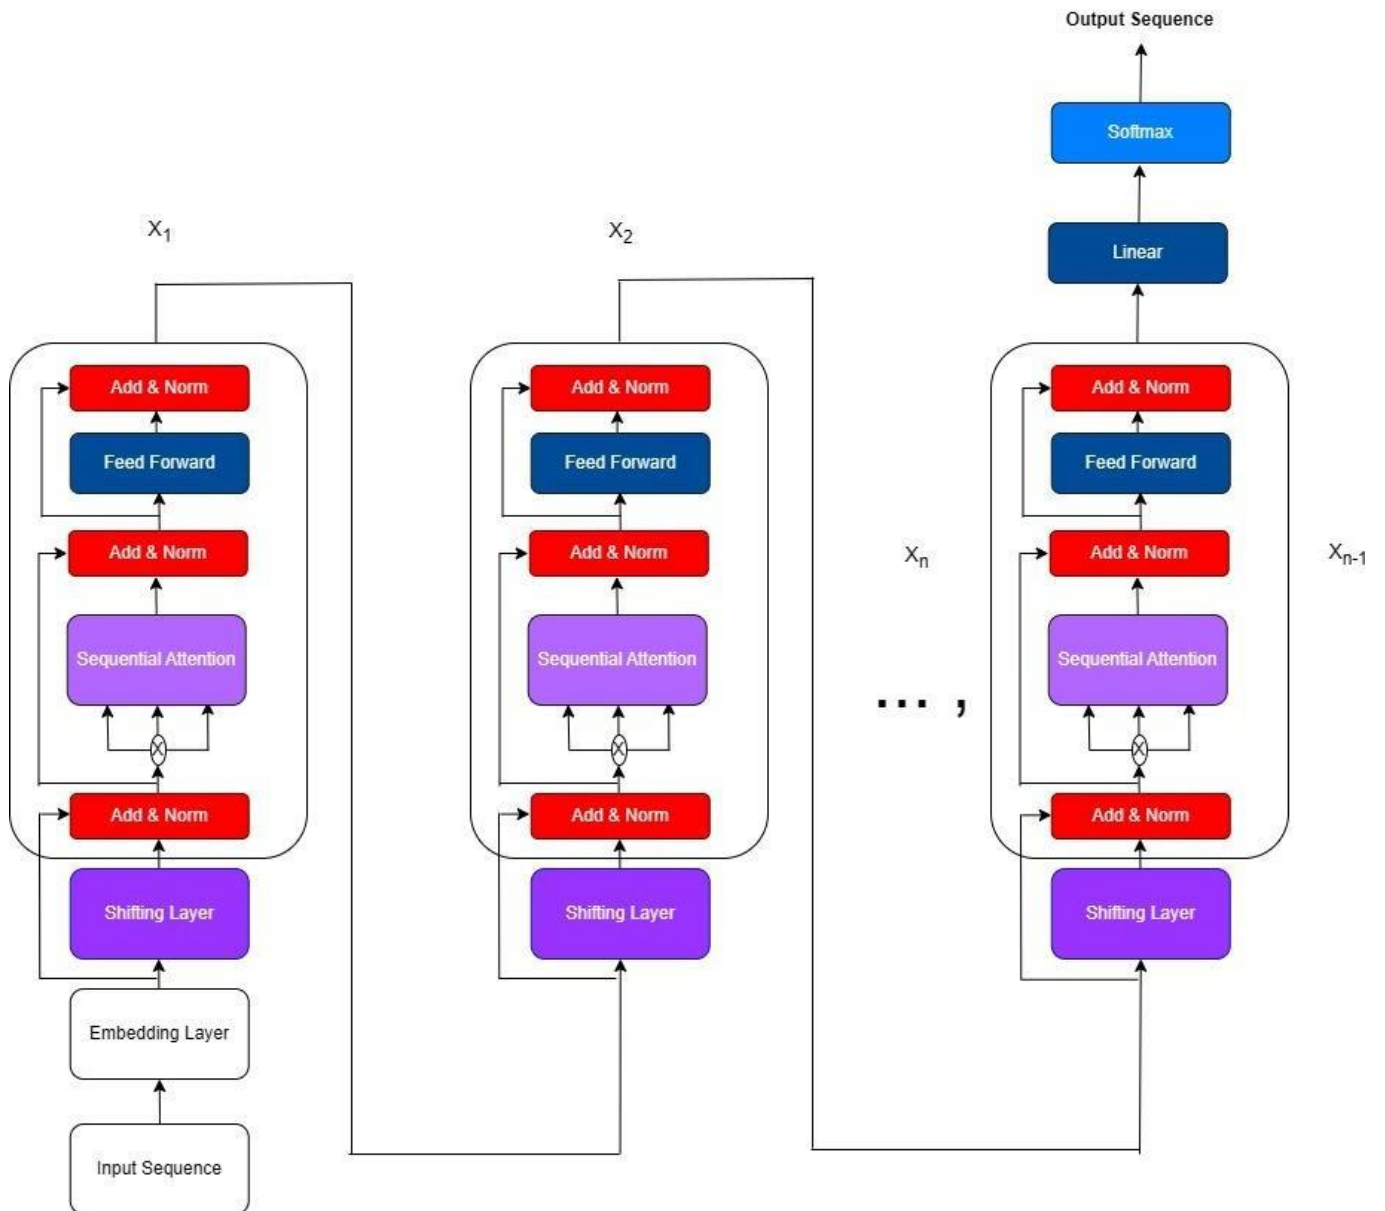 Output Sequence
Softmax
Linear
X1
X2
Add & Norm
Feed Forward
Add & Norm
Sequential Attention
X
Add & Norm
Shifting Layer
Embedding Layer
Input Sequence
Add & Norm
Feed Forward
Add & Norm
Sequential Attention
X
Add & Norm
Shifting Layer
Xn
... ,
Add & Norm
Feed Forward
Add & Norm
Sequential Attention
X
Add & Norm
Shifting Layer
Xn-1